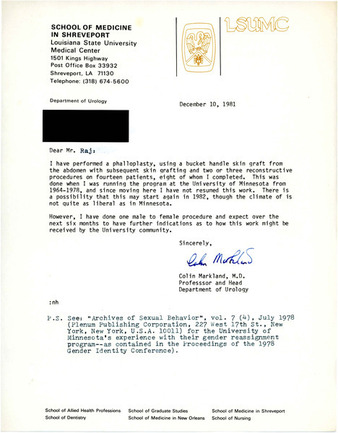 SCHOOL OF MEDICINE
IN SHREVEPORT
Louisiana State University
Medical Center
1501 Kings Highway
Post Office Box 33932
Shreveport, LA 71130
Telephone: (318) 674-5600
LSUMC
Department of Urology
December 10, 1981
Dear Mr. Raj:
I have performed a phalloplasty, using a bucket handle skin graft from
the abdomen with subsequent skin grafting and two or three reconstructive
procedures on fourteen patients, eight of whom I completed. This was
done when I was running the program at the University of Minnesota from
1964-1978, and since moving here I have not resumed this work. There is
a possibility that this may start again in 1982, though the climate of is
not quite as liberal as in Minnesota.
However, I have done one male to female procedure and expect over the
next six months to have further indications as to how this work might be
received by the University community.
Sincerely,
Colin Markland
Colin Markland, M.D.
Professsor and Head
Department of Urology
:nh
P.S. See: "Archives of Sexual Behavior", vol. 7 (4), July 1978
(Plenum Publishing Corporation, 227 West 17th St., New
York, New York, U.S.A. 10011) for the University of
Minnesota's experience with their gender reassignment
program--as contained in the Proceedings of the 1978
Gender Identity Conference).
School of Allied Health Professions School of Graduate Studies School of Medicine in Shreveport
School of Dentistry School of Medicine in New Orleans School of Nursing